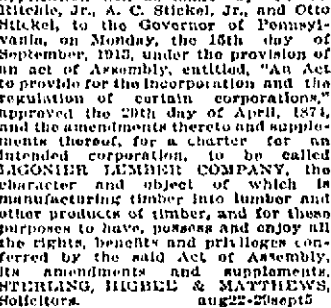 Ritchie, Jr., A. C. Stickel, Jr., and Otto
Stickel, to the Governor of Pennsyl-
vania, on Monday, the 15th day of
September, 1913, under the provision of
an act of Assembly, entitled, "An Act
to provide for the incorporation and the
regulation of certain corporations,"
approved the 29th day of April, 1874,
and the amendments thereto and supple-
ments thereof, for a charter for an
intended corporation, to be called
LIGONIER LUMBER COMPANY, the
character and object of which is
manufacturing timber into lumber and
other products of timber, and for these
purposes to have, possess and enjoy all
the rights, benefits and privileges con-
ferred by the said Act of Assembly,
its amendments and supplements.
STERLING, HIGBEE & MATTHEWS,
Solicitors. aug22-29sept5